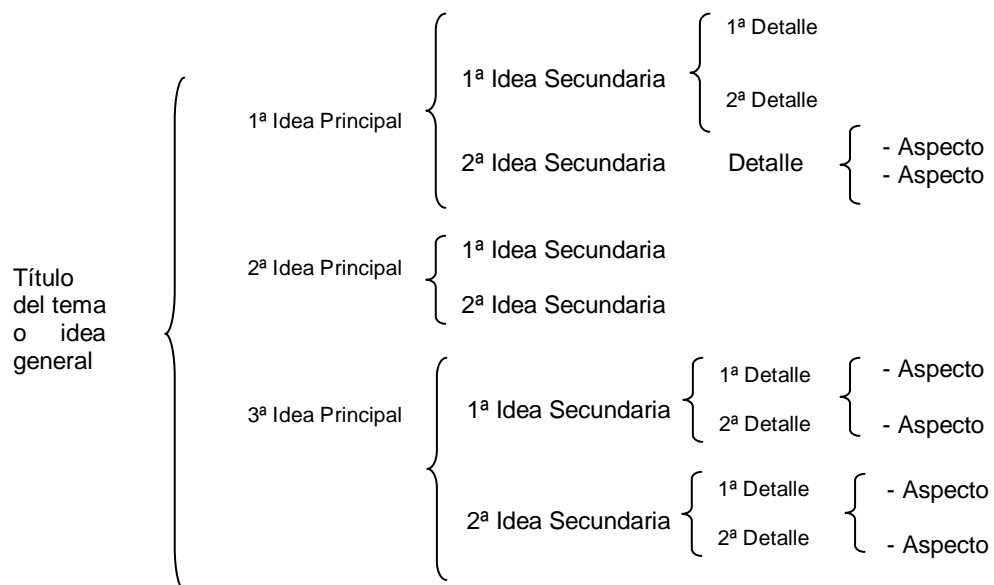 Título
del tema
o idea
general
1ª Idea Principal
1ª Idea Secundaria
1ª Detalle
2ª Detalle
2ª Idea Secundaria
Detalle
- Aspecto
- Aspecto
2ª Idea Principal
1ª Idea Secundaria
2ª Idea Secundaria
3ª Idea Principal
1ª Idea Secundaria
1ª Detalle
2ª Detalle
- Aspecto
- Aspecto
2ª Idea Secundaria
1ª Detalle
2ª Detalle
- Aspecto
- Aspecto